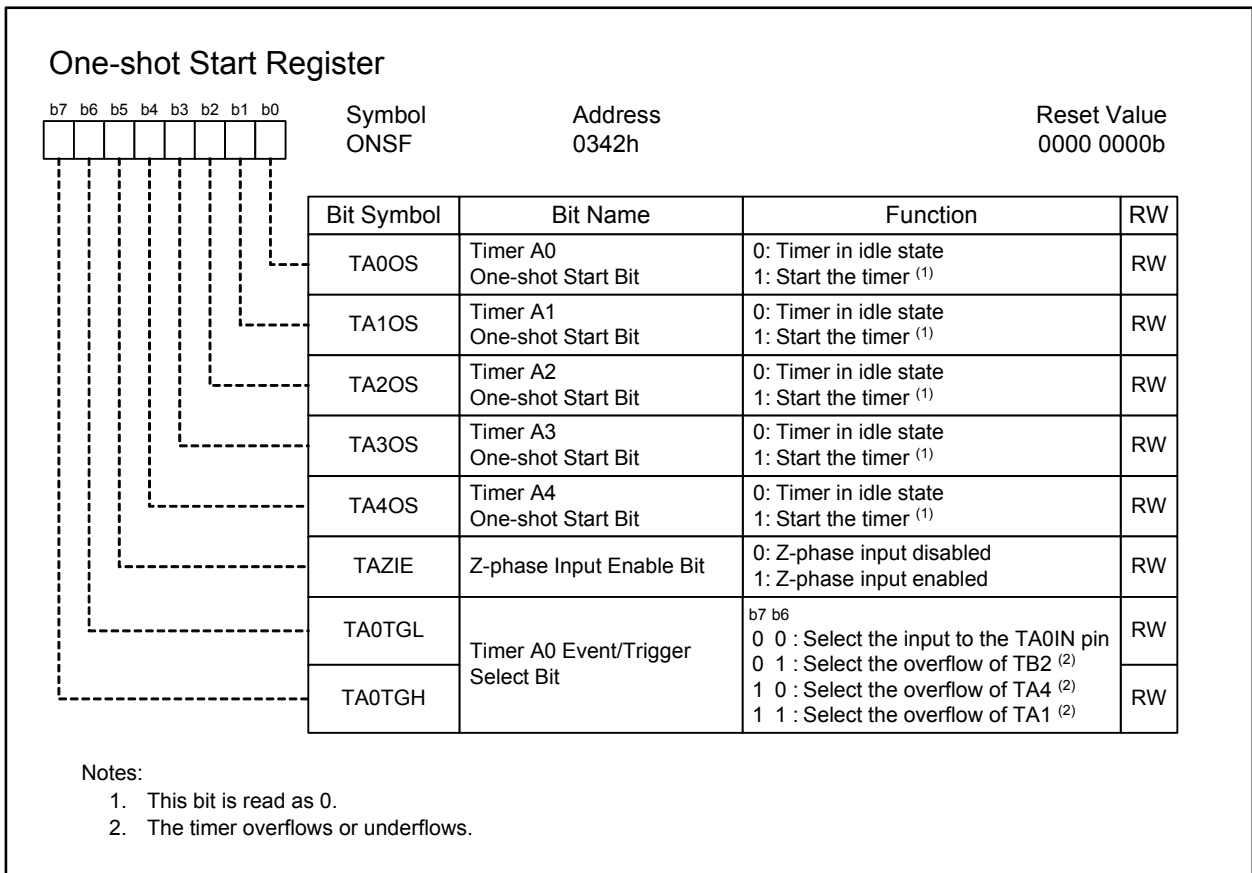 One-shot Start Register
b7 b6 b5 b4 b3 b2 b1 b0
Symbol Address Reset Value
ONSF 0342h 0000 0000b
Bit Symbol Bit Name Function RW
TA0OS Timer A0 One-shot Start Bit 0: Timer in idle state RW
1: Start the timer (1)
TA1OS Timer A1 One-shot Start Bit 0: Timer in idle state RW
1: Start the timer (1)
TA2OS Timer A2 One-shot Start Bit 0: Timer in idle state RW
1: Start the timer (1)
TA3OS Timer A3 One-shot Start Bit 0: Timer in idle state RW
1: Start the timer (1)
TA4OS Timer A4 One-shot Start Bit 0: Timer in idle state RW
1: Start the timer (1)
TAZIE Z-phase Input Enable Bit 0: Z-phase input disabled RW
1: Z-phase input enabled
TA0TGL RW
TA0TGH RW
Timer A0 Event/Trigger
Select Bit
b7 b6
0 0 : Select the input to the TA0IN pin
0 1 : Select the overflow of TB2 (2)
1 0 : Select the overflow of TA4 (2)
1 1 : Select the overflow of TA1 (2)
Notes:
1. This bit is read as 0.
2. The timer overflows or underflows.